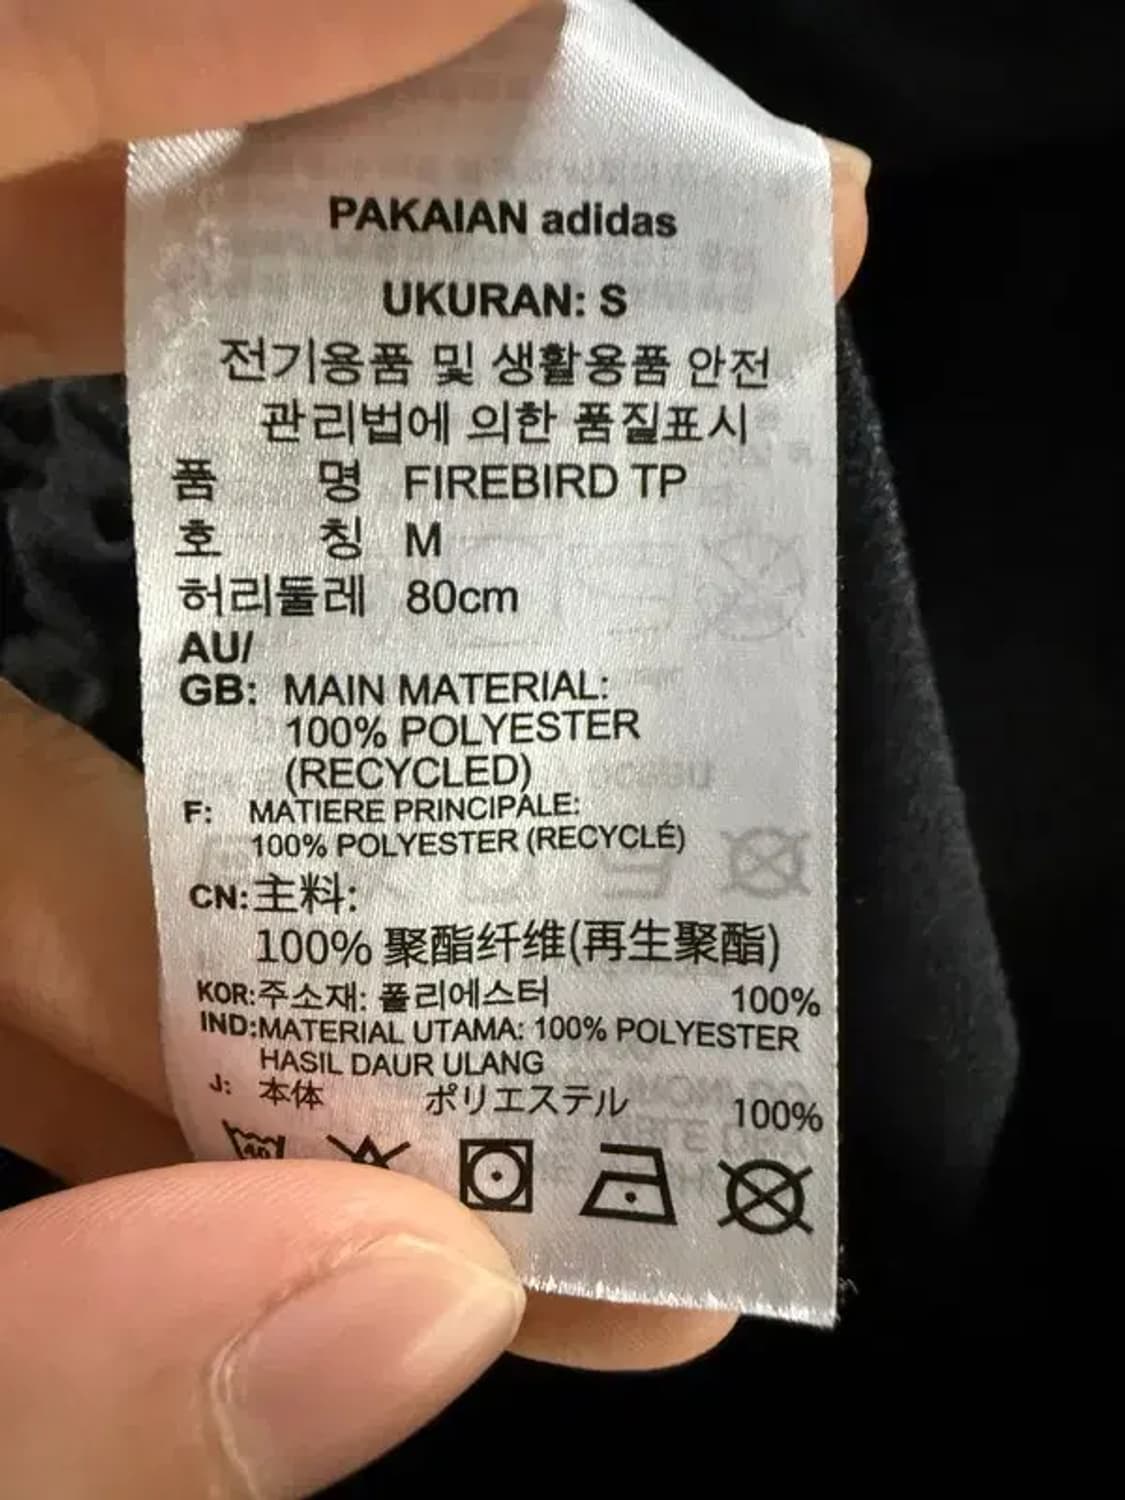 PAKAIAN adidas
UKURAN: S
전기용품 및 생활용품 안전
관리법에 의한 품질표시
품 명 FIREBIRD TP
호 칭 M
허리둘레 80cm
AU/
GB: MAIN MATERIAL:
100% POLYESTER
(RECYCLED)
F: MATIERE PRINCIPALE:
100% POLYESTER (RECYCLÉ)
CN: 主料:
100% 聚酯纤维(再生聚酯)
KOR: 주소재: 폴리에스터 100%
IND: MATERIAL UTAMA: 100% POLYESTER
HASIL DAUR ULANG
J: 本体 ポリエステル 100%